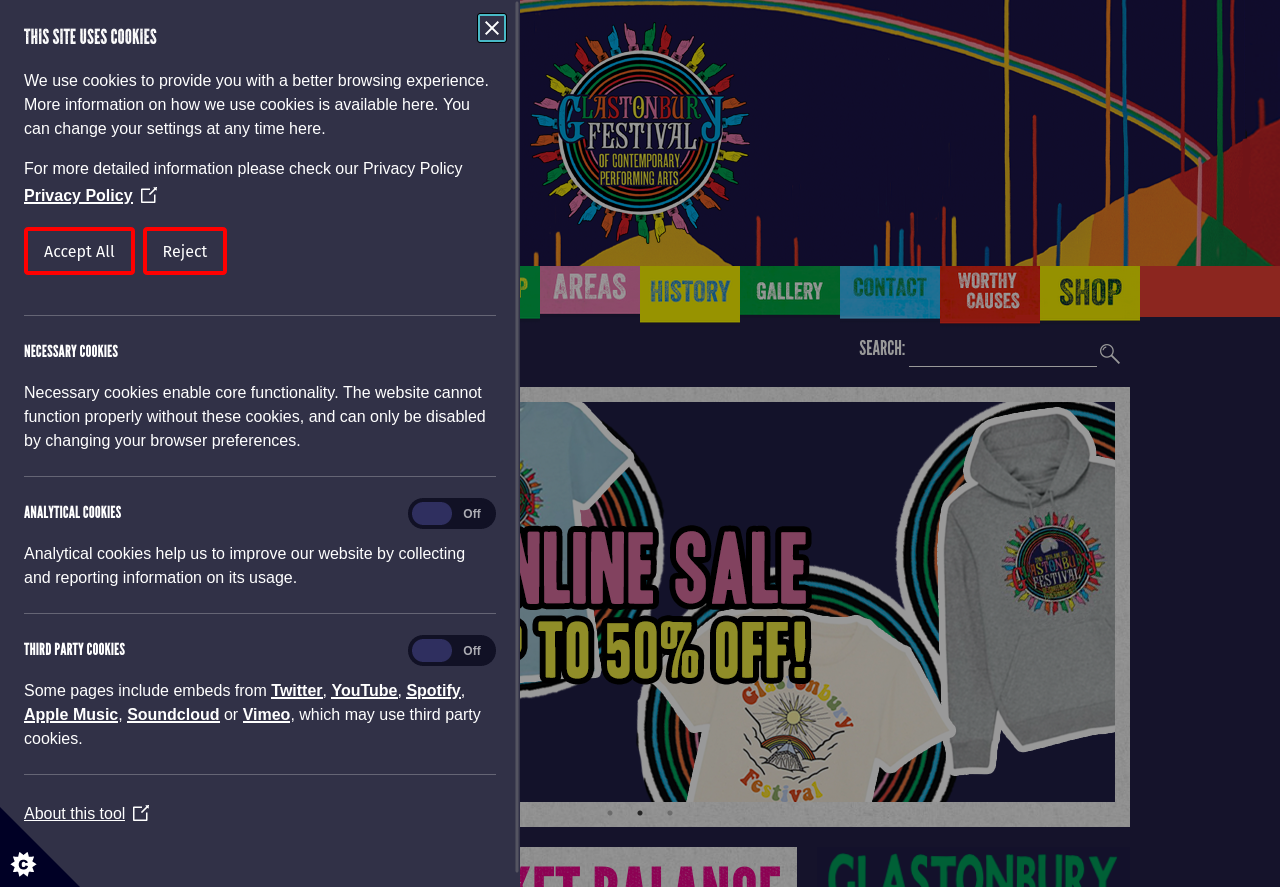 THIS SITE USES COOKIES
We use cookies to provide you with a better browsing experience.
More information on how we use cookies is available here. You
can change your settings at any time here.
For more detailed information please check our Privacy Policy
Privacy Policy
Accept All
Reject
NECESSARY COOKIES
Necessary cookies enable core functionality. The website cannot
function properly without these cookies, and can only be disabled
by changing your browser preferences.
ANALYTICAL COOKIES
Off
Analytical cookies help us to improve our website by collecting
and reporting information on its usage.
THIRD PARTY COOKIES
Off
Some pages include embeds from Twitter, YouTube, Spotify,
Apple Music, Soundcloud or Vimeo, which may use third party
cookies.
About this tool
GLASTONBURY
FESTIVAL
OF CONTEMPORARY
PERFORMING ARTS
P
AREAS
HISTORY
GALLERY
CONTACT
WORTHY
CAUSES
SHOP
SEARCH:
NLINE SALE
P TO 50% OFF!
Glastonbury
Festival
GLASTONBURY
FESTIVAL
KET BALANCE
GLASTONBURY